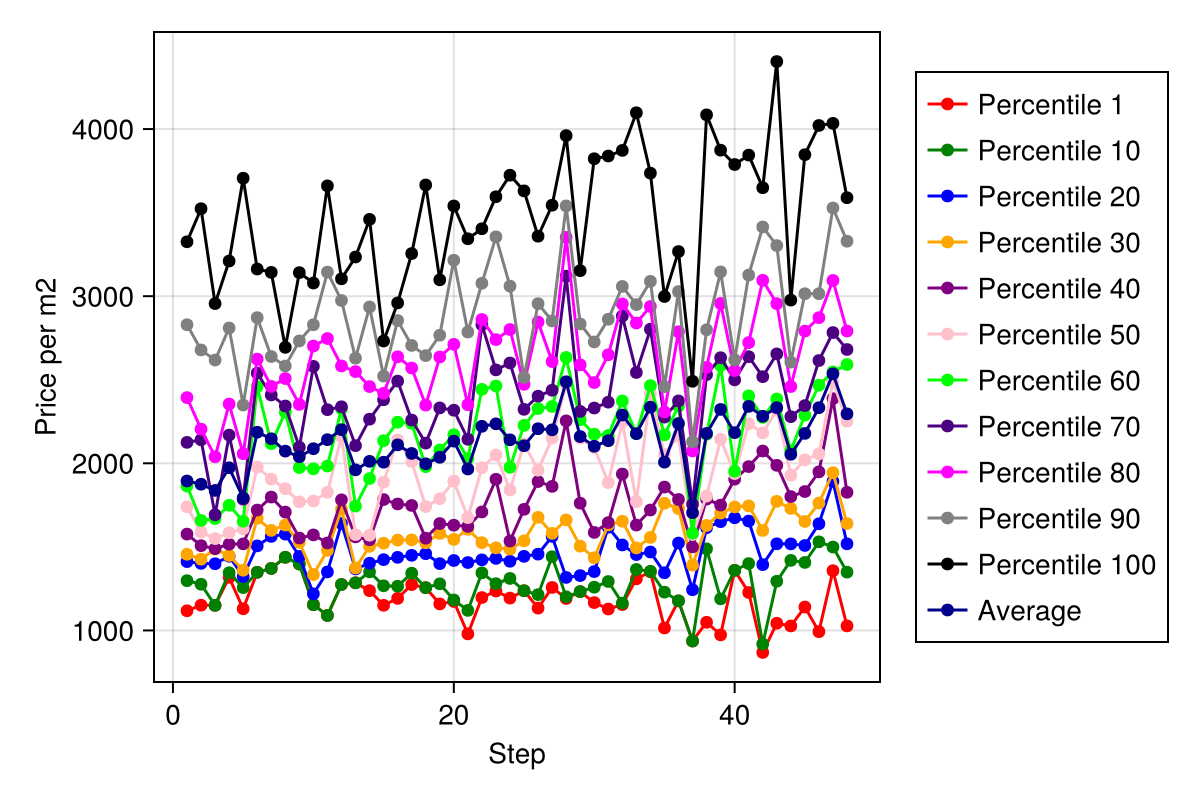 Price per m2
4000
3000
2000
1000
0
20
40
Step
Percentile 1
Percentile 10
Percentile 20
Percentile 30
Percentile 40
Percentile 50
Percentile 60
Percentile 70
Percentile 80
Percentile 90
Percentile 100
Average